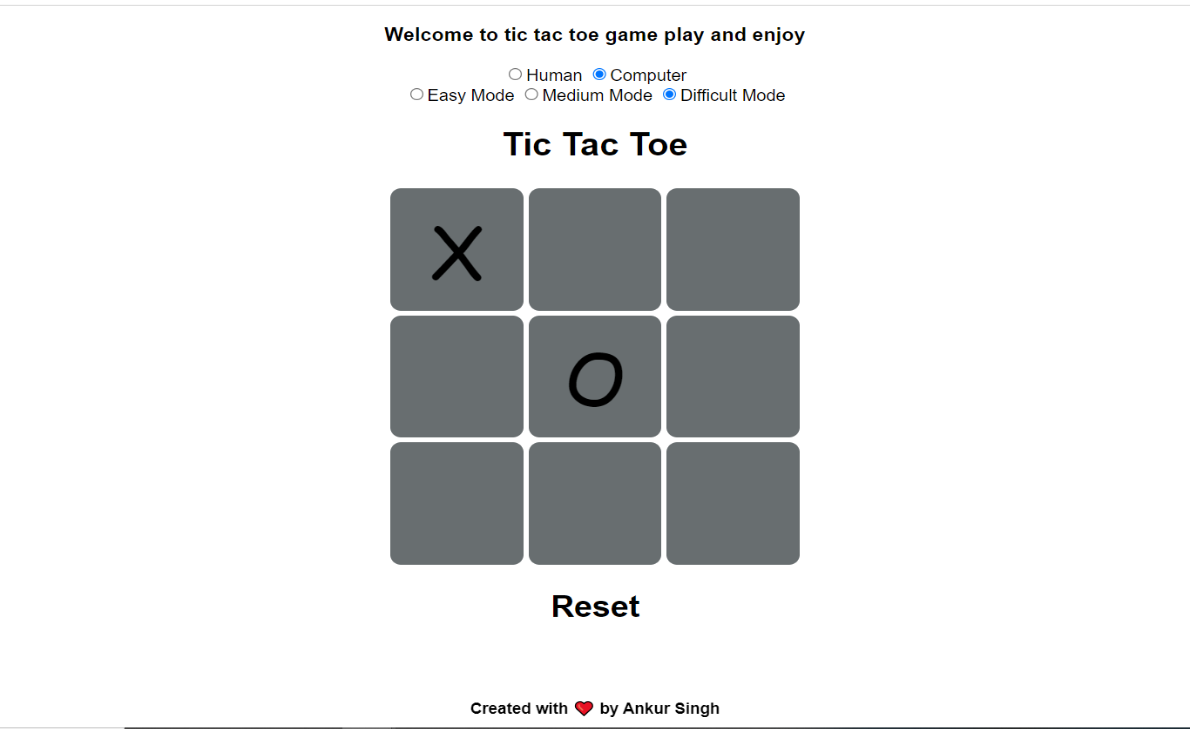 Welcome to tic tac toe game play and enjoy
Human Computer
Easy Mode Medium Mode Difficult Mode
Tic Tac Toe
X
O
Reset
Created with ❤ by Ankur Singh